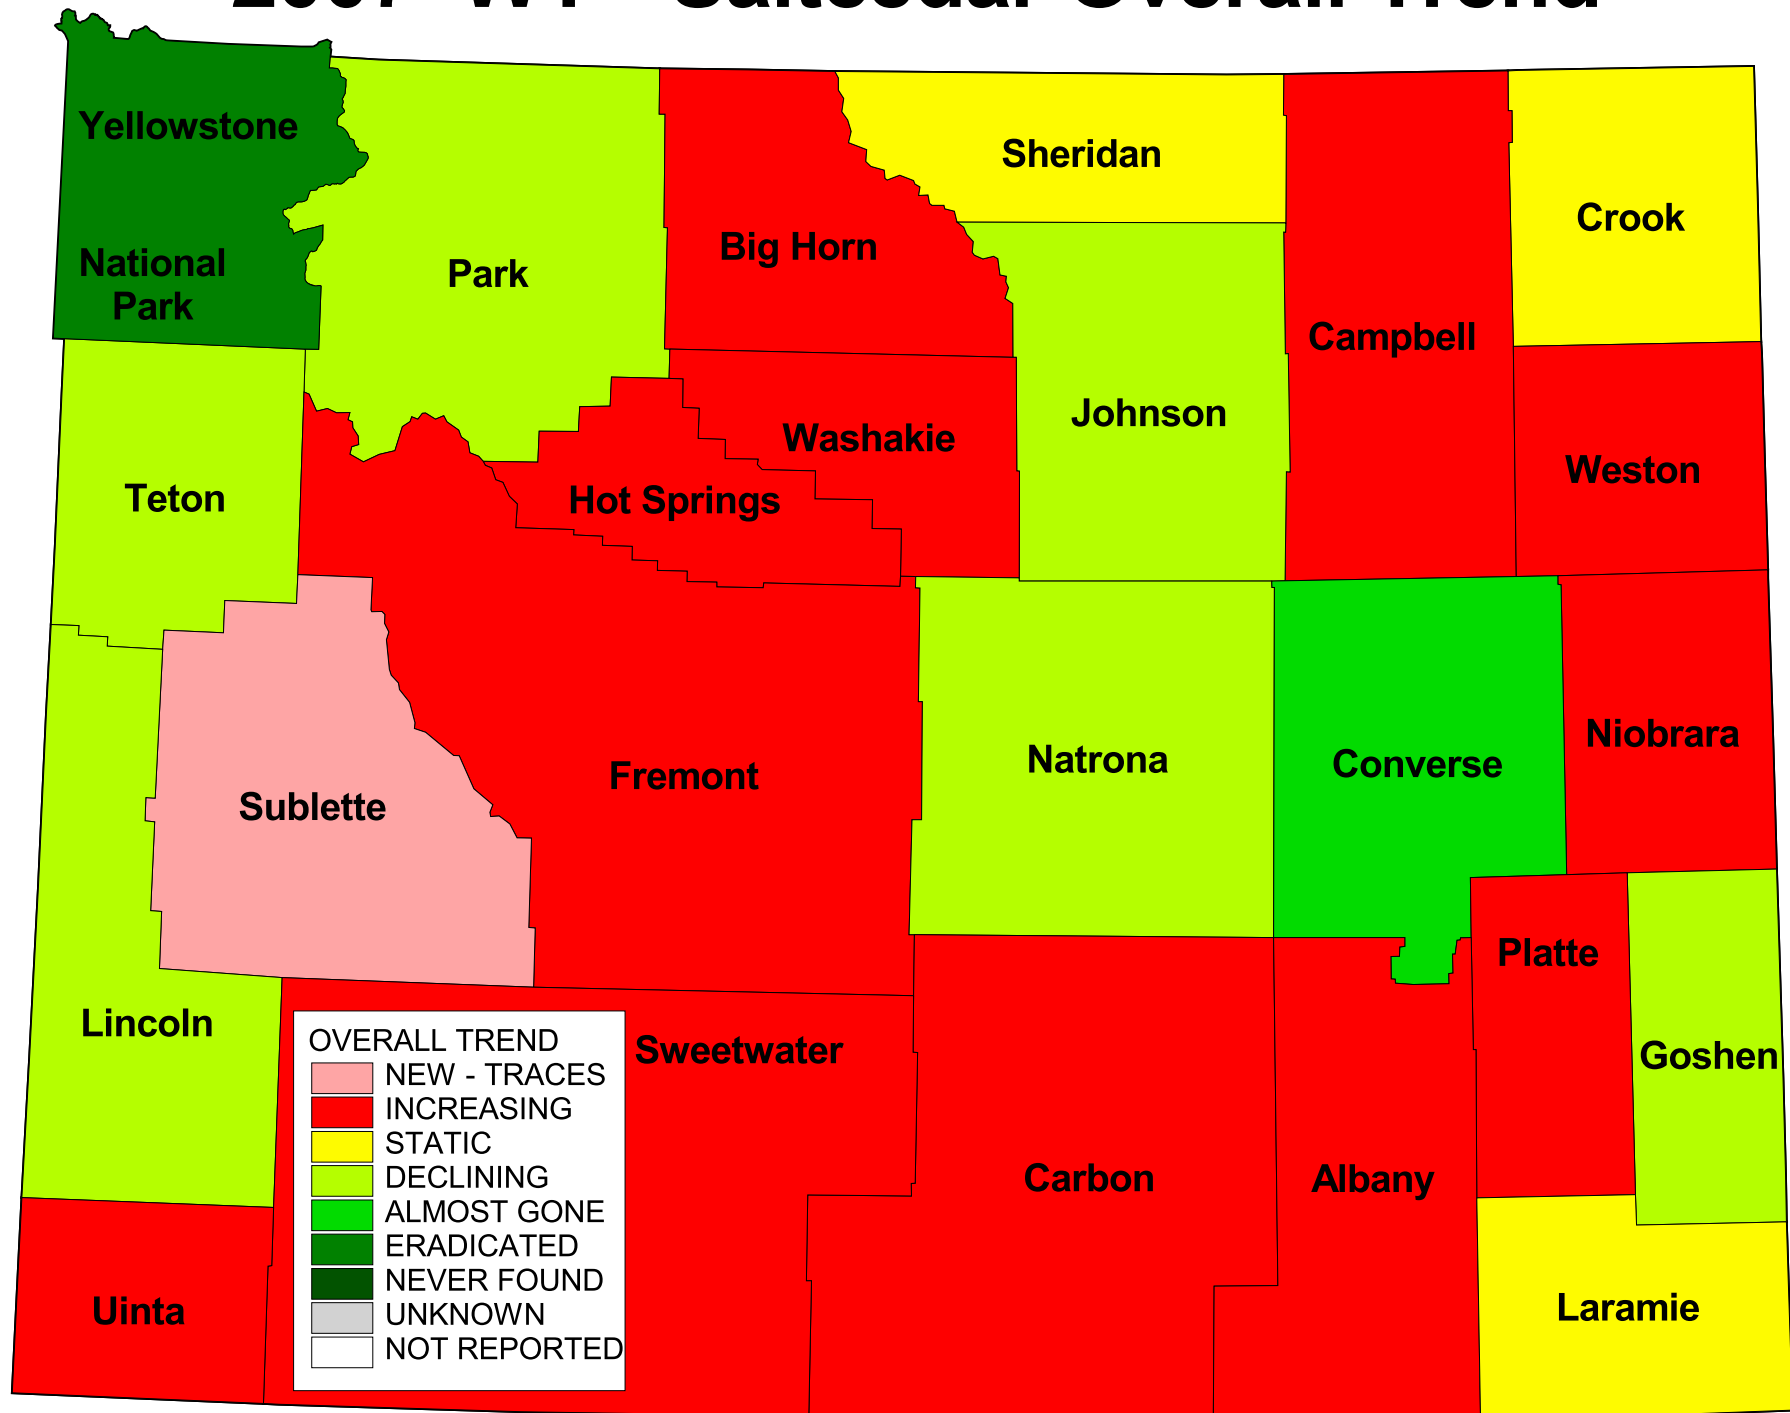 Yellowstone
National
Park
Park
Big Horn
Sheridan
Campbell
Crook
Teton
Hot Springs
Washakie
Johnson
Weston
Sublette
Fremont
Natrona
Converse
Niobrara
Lincoln
Sweetwater
Carbon
Albany
Platte
Goshen
Uinta
Laramie
OVERALL TREND
NEW - TRACES
INCREASING
STATIC
DECLINING
ALMOST GONE
ERADICATED
NEVER FOUND
UNKNOWN
NOT REPORTED